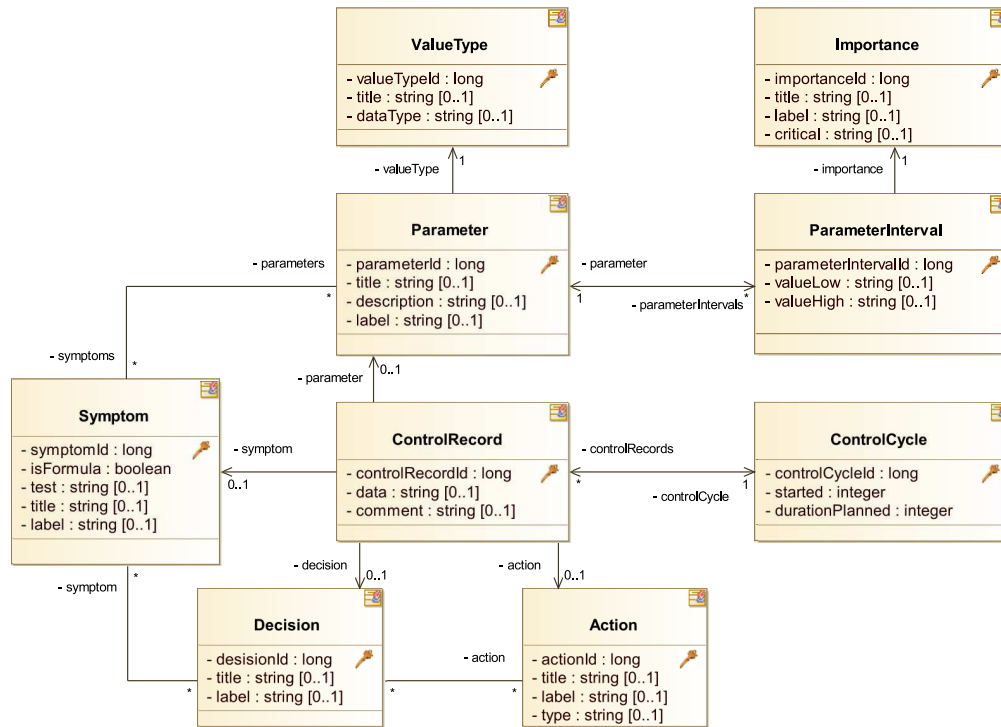 ValueType
- valueTypeId : long
- title : string [0..1]
- dataType : string [0..1]
Importance
- importanceId : long
- title : string [0..1]
- label : string [0..1]
- critical : string [0..1]
- valueType
1
- importance
1
Parameter
- parameterId : long
- title : string [0..1]
- description : string [0..1]
- label : string [0..1]
ParameterInterval
- parameterIntervalId : long
- valueLow : string [0..1]
- valueHigh : string [0..1]
- parameters
*
- parameter
1
- parameterIntervals
*
- symptoms
*
- parameter
0..1
Symptom
- symptomId : long
- isFormula : boolean
- test : string [0..1]
- title : string [0..1]
- label : string [0..1]
- symptom
0..1
ControlRecord
- controlRecordId : long
- data : string [0..1]
- comment : string [0..1]
- controlRecords
*
- controlCycle
1
ControlCycle
- controlCycleId : long
- started : integer
- durationPlanned : integer
- decision
0..1
- action
0..1
- symptom
*
*
Decision
- desisionId : long
- title : string [0..1]
- label : string [0..1]
- action
*
*
Action
- actionId : long
- title : string [0..1]
- label : string [0..1]
- type : string [0..1]